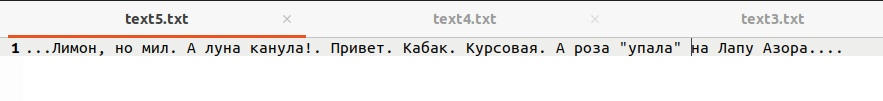 text5.txt × text4.txt × text3.txt
1 ...Лимон, но мил. А луна канула!. Привет. Кабак. Курсовая. А роза "упала" на Лапу Азора....